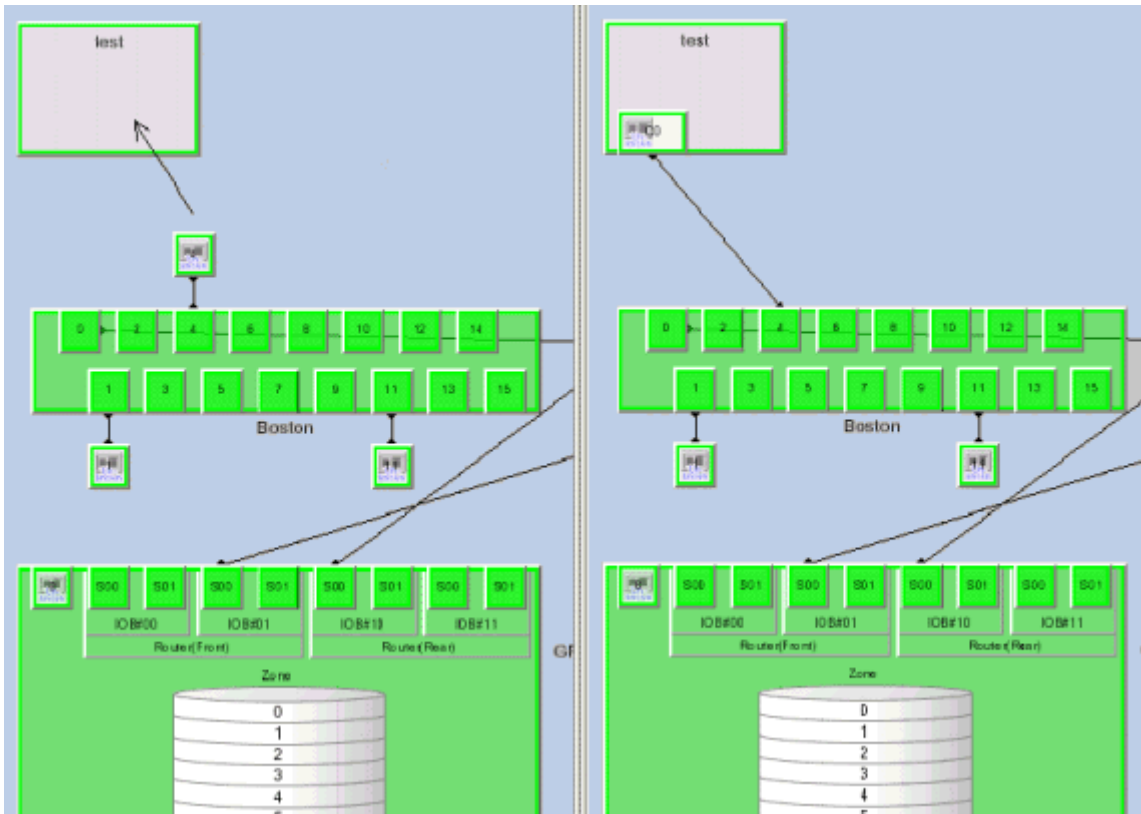 test
0 2 4 6 8 10 12 14
1 3 5 7 9 11 13 15
Boston
S00 S01 S00 S01 S00 S01 S00 S01
IOB#00 IOB#01 IOB#10 IOB#11
Router(Front) Router(Rear)
GF
Zone
0
1
2
3
4
test
0 2 4 6 8 10 12 14
1 3 5 7 9 11 13 15
Boston
S00 S01 S00 S01 S00 S01 S00 S01
IOB#00 IOB#01 IOB#10 IOB#11
Router(Front) Router(Rear)
Zone
0
1
2
3
4